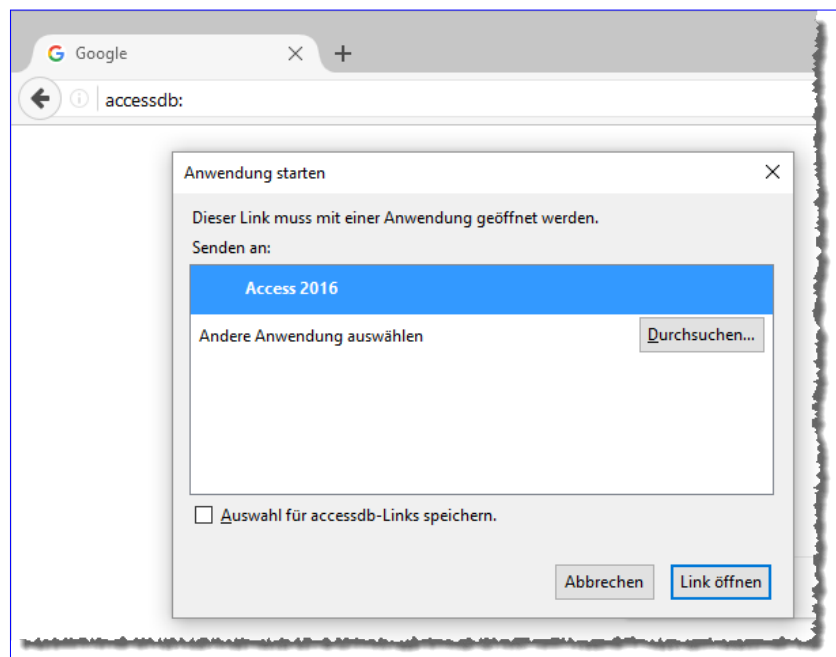 Google
accessdb:
Anwendung starten
Dieser Link muss mit einer Anwendung geöffnet werden.
Senden an:
Access 2016
Andere Anwendung auswählen
Durchsuchen...
Auswahl für accessdb-Links speichern.
Abbrechen
Link öffnen